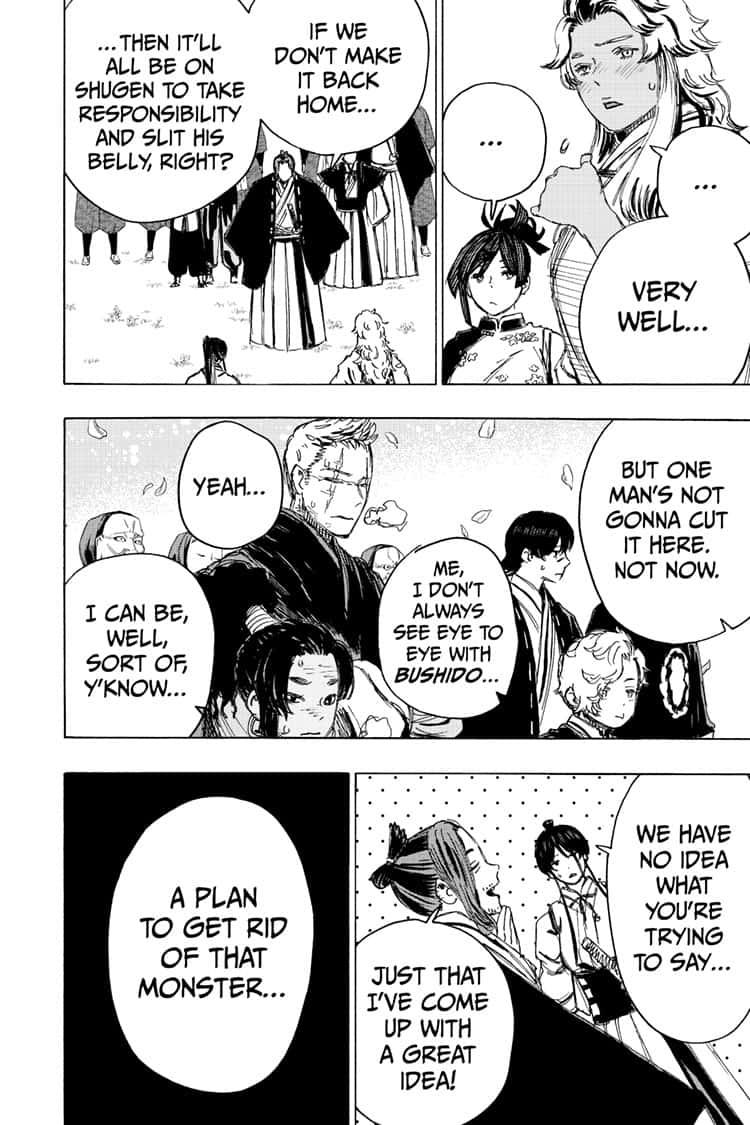 ...
...
VERY
WELL...
IF WE
DON'T MAKE
IT BACK
HOME...
...THEN IT'LL
ALL BE ON
SHUGEN TO TAKE
RESPONSIBILITY
AND SLIT HIS
BELLY, RIGHT?
BUT ONE
MAN'S NOT
GONNA CUT
IT HERE.
NOT NOW.
ME,
I DON'T
ALWAYS
SEE EYE TO
EYE WITH
BUSHIDO...
YEAH...
I CAN BE,
WELL,
SORT OF,
Y'KNOW...
WE HAVE
NO IDEA
WHAT
YOU'RE
TRYING
TO SAY...
JUST THAT
I'VE COME
UP WITH
A GREAT
IDEA!
A PLAN
TO GET RID
OF THAT
MONSTER...